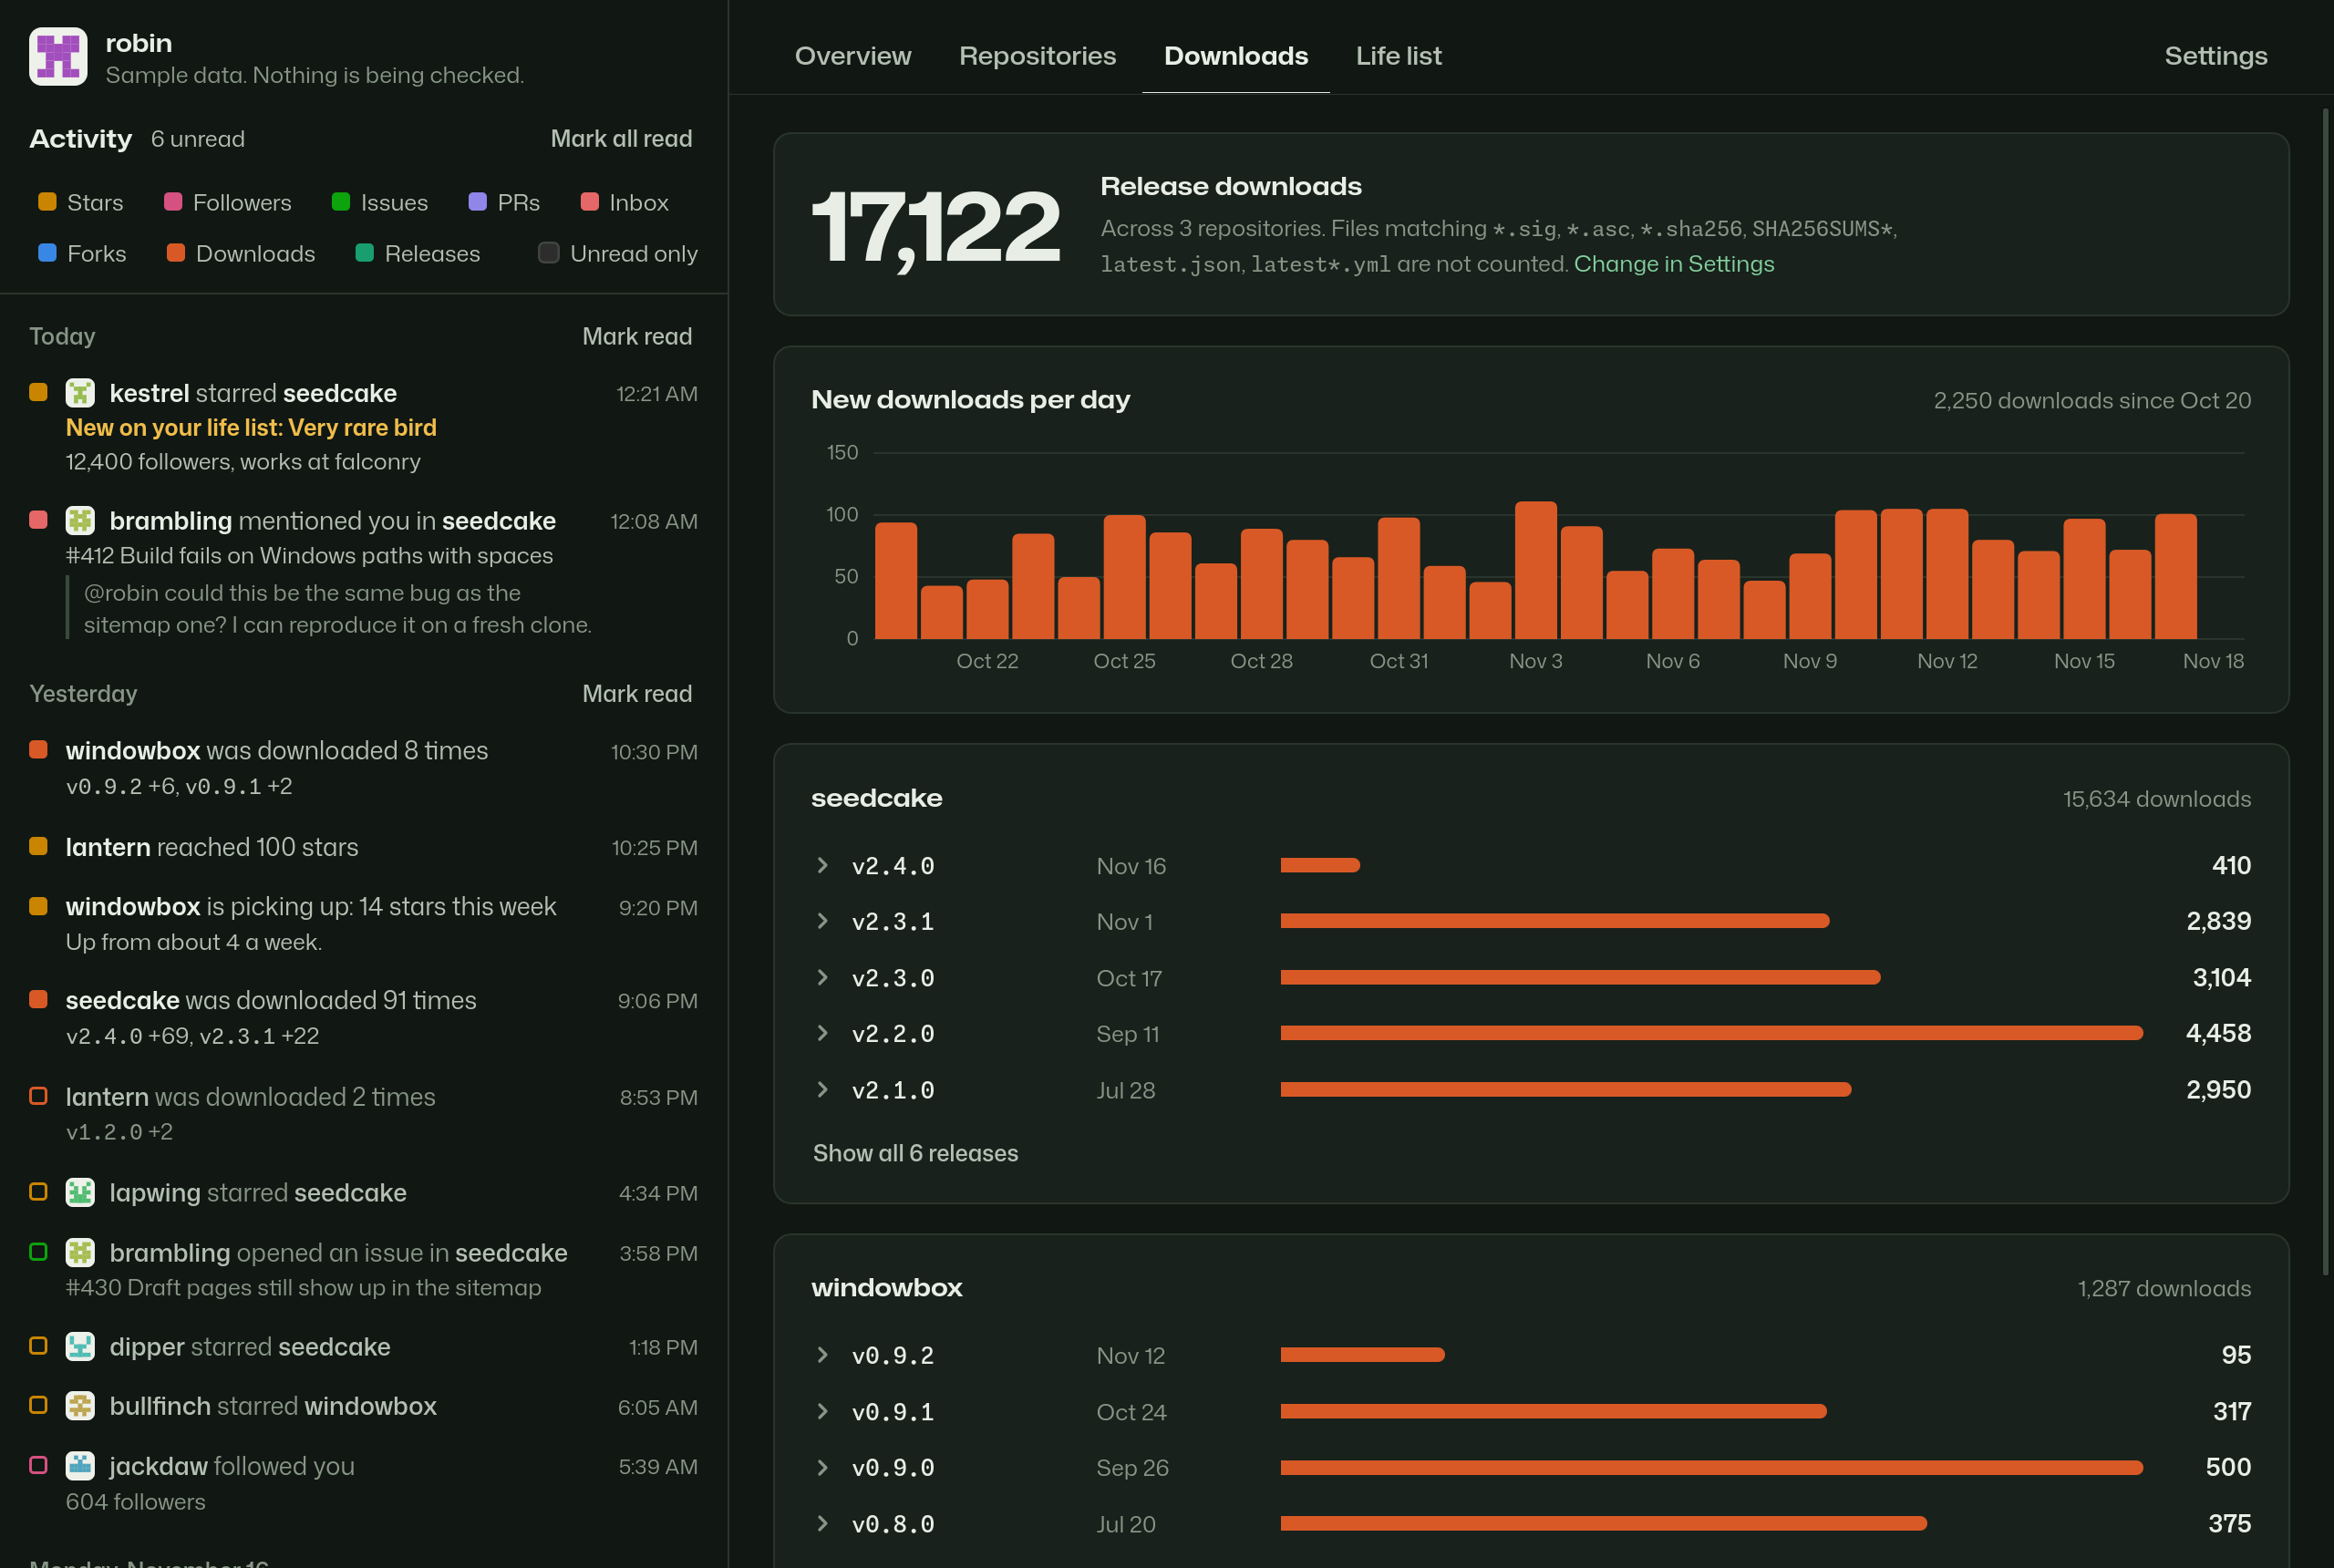 robin
Sample data. Nothing is being checked.
Activity 6 unread Mark all read
Stars Followers Issues PRs Inbox
Forks Downloads Releases Unread only
Today Mark read
kestrel starred seedcake 12:21 AM
New on your life list: Very rare bird
12,400 followers, works at falconry
brambling mentioned you in seedcake 12:08 AM
#412 Build fails on Windows paths with spaces
@robin could this be the same bug as the
sitemap one? I can reproduce it on a fresh clone.
Yesterday Mark read
windowbox was downloaded 8 times 10:30 PM
v0.9.2 +6, v0.9.1 +2
lantern reached 100 stars 10:25 PM
windowbox is picking up: 14 stars this week 9:20 PM
Up from about 4 a week.
seedcake was downloaded 91 times 9:06 PM
v2.4.0 +69, v2.3.1 +22
lantern was downloaded 2 times 8:53 PM
v1.2.0 +2
lapwing starred seedcake 4:34 PM
brambling opened an issue in seedcake 3:58 PM
#430 Draft pages still show up in the sitemap
dipper starred seedcake 1:18 PM
bullfinch starred windowbox 6:05 AM
jackdaw followed you 5:39 AM
604 followers
Monday, November 16
Overview Repositories Downloads Life list Settings
17,122
Release downloads
Across 3 repositories. Files matching *.sig, *.asc, *.sha256, SHA256SUMS*,
latest.json, latest*.yml are not counted. Change in Settings
New downloads per day 2,250 downloads since Oct 20
150
100
50
0
Oct 22 Oct 25 Oct 28 Oct 31 Nov 3 Nov 6 Nov 9 Nov 12 Nov 15 Nov 18
seedcake 15,634 downloads
v2.4.0 Nov 16 410
v2.3.1 Nov 1 2,839
v2.3.0 Oct 17 3,104
v2.2.0 Sep 11 4,458
v2.1.0 Jul 28 2,950
Show all 6 releases
windowbox 1,287 downloads
v0.9.2 Nov 12 95
v0.9.1 Oct 24 317
v0.9.0 Sep 26 500
v0.8.0 Jul 20 375